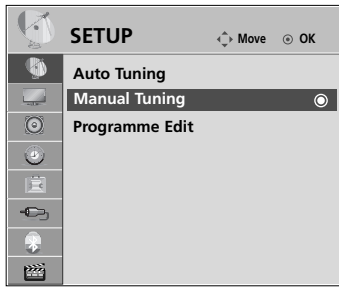 SETUP Move OK
Auto Tuning
Manual Tuning
Programme Edit